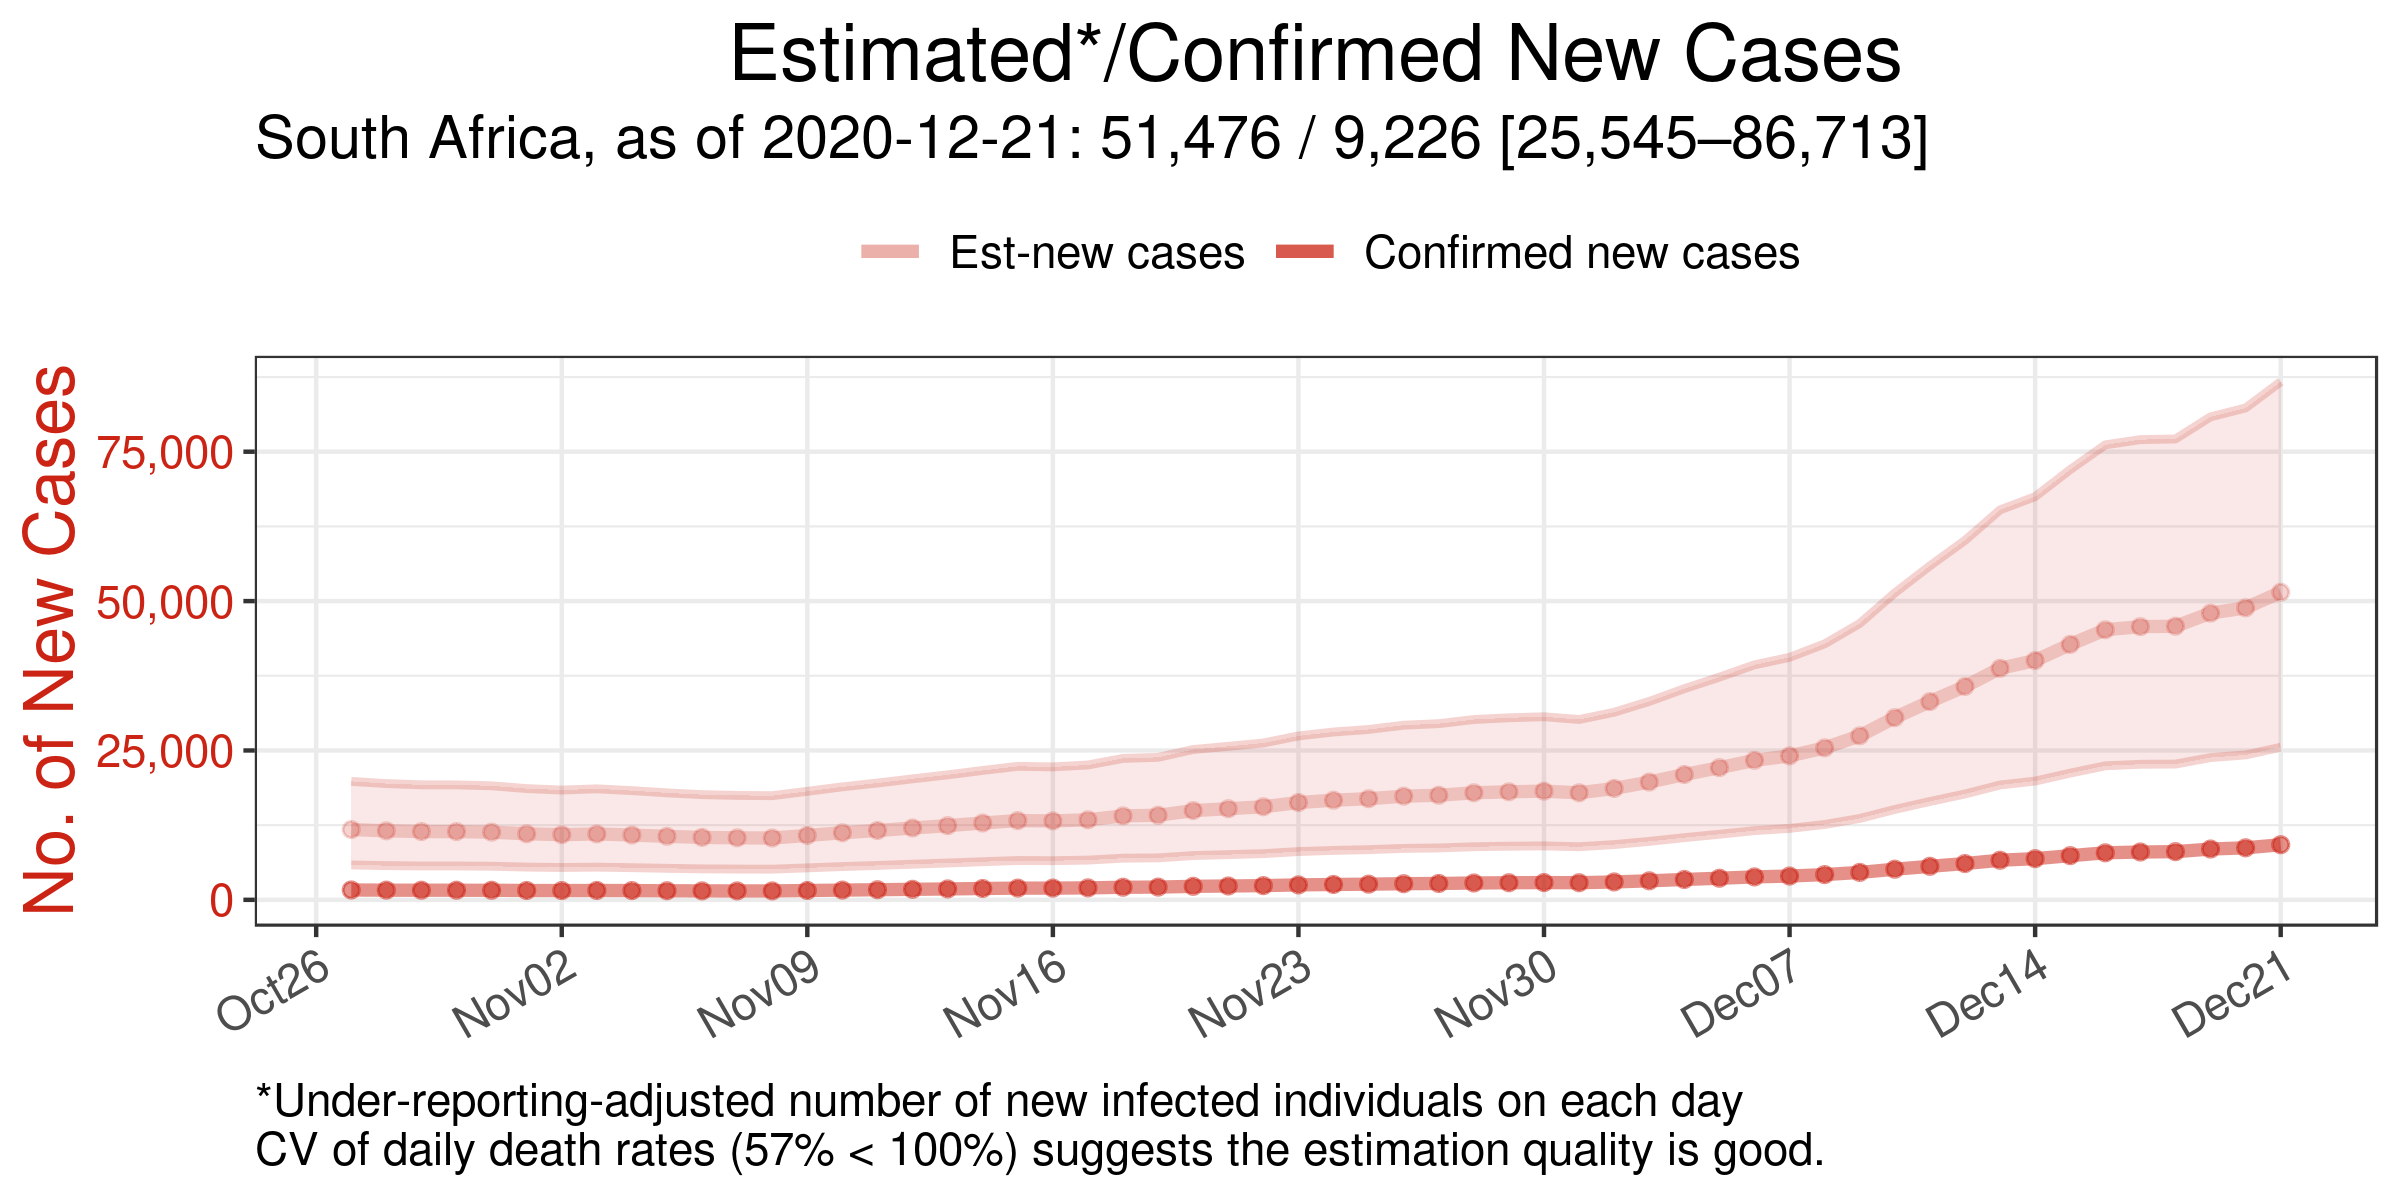 Estimated*/Confirmed New Cases
South Africa, as of 2020-12-21: 51,476 / 9,226 [25,545–86,713]
Est-new cases
Confirmed new cases
No. of New Cases
75,000
50,000
25,000
0
Oct26
Nov02
Nov09
Nov16
Nov23
Nov30
Dec07
Dec14
Dec21
*Under-reporting-adjusted number of new infected individuals on each day
CV of daily death rates (57% < 100%) suggests the estimation quality is good.